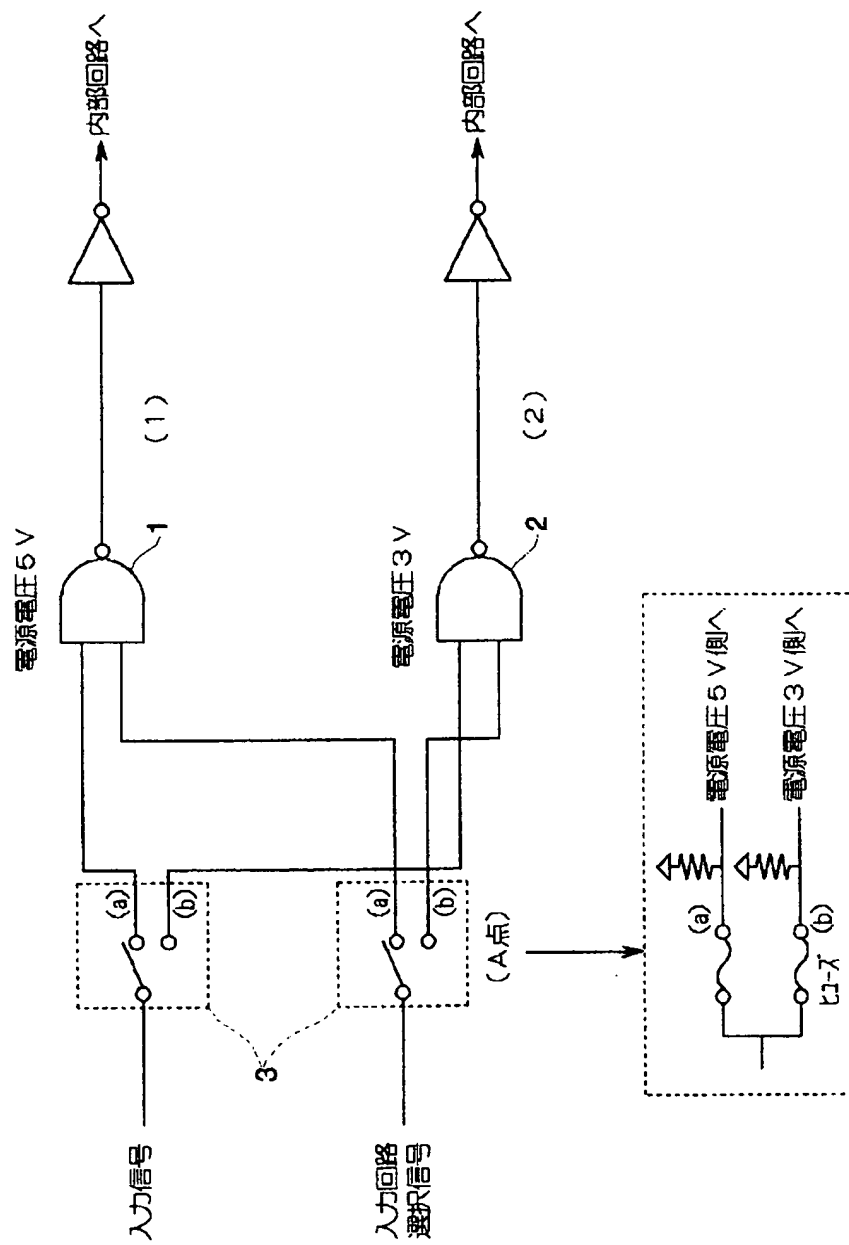 入力信号
入力回路
選択信号
3
(a)
(b)
(a)
(b)
(A点)
電源電圧5V
1
(1)
内部回路へ
電源電圧3V
2
(2)
内部回路へ
(a)
(b)
ヒューズ
電源電圧5V側へ
電源電圧3V側へ